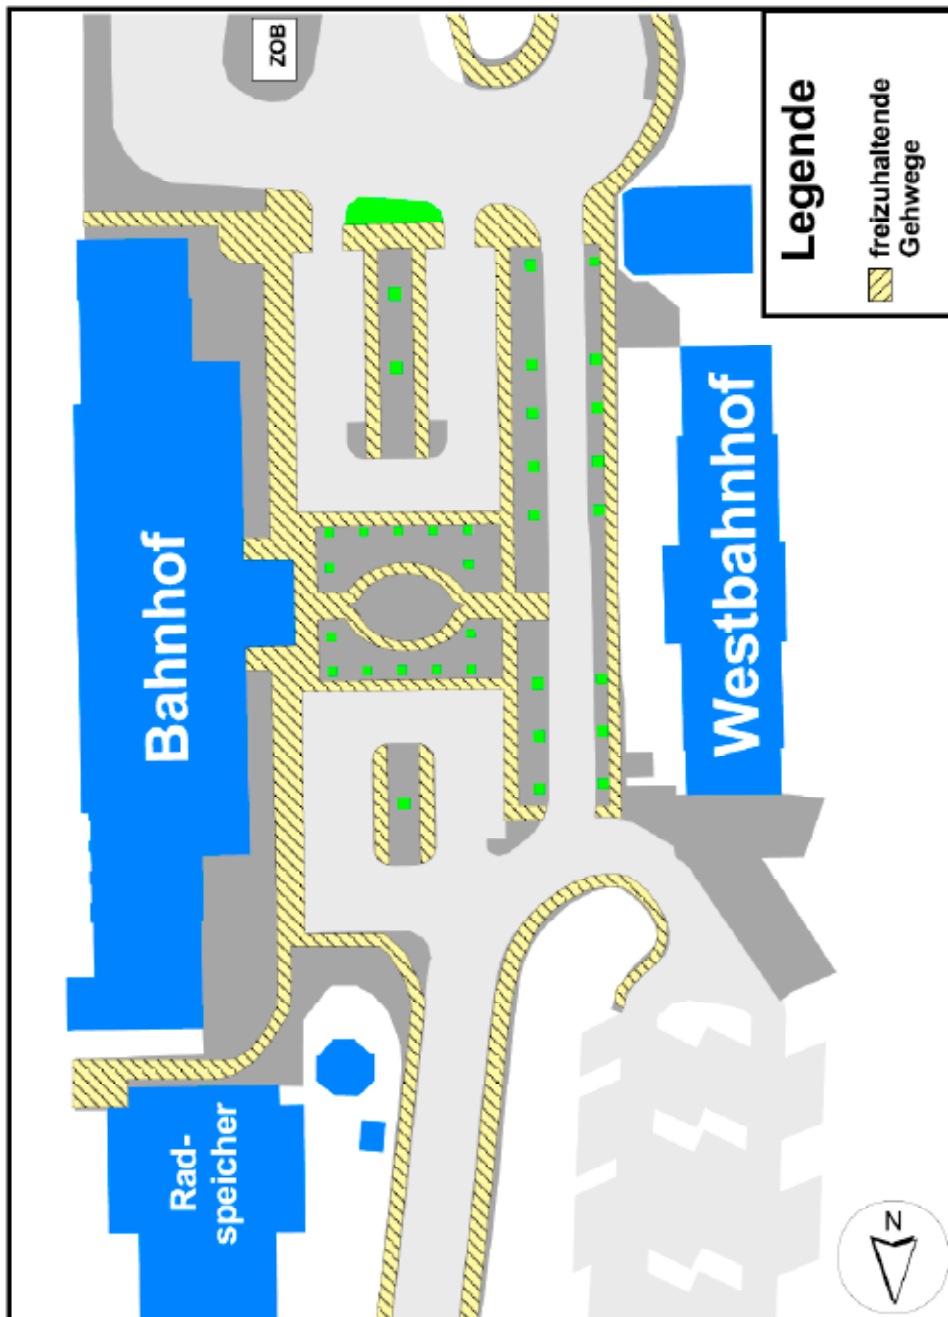 ZOB
Legende
freizuhaltende
Gehwege
Bahnhof
Westbahnhof
Rad-
speicher
N